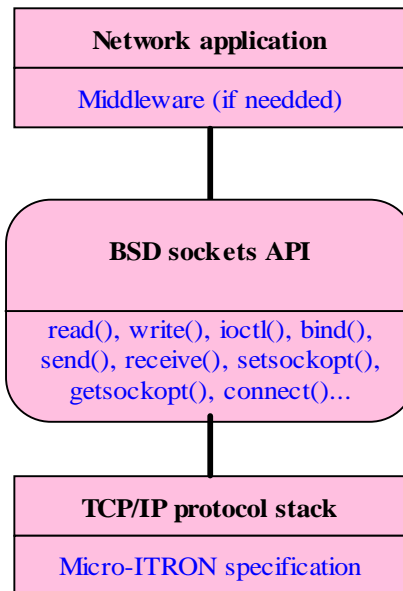 Network application
Middleware (if needded)
BSD sockets API
read(), write(), ioctl(), bind(),
send(), receive(), setsockopt(),
getsockopt(), connect()...
TCP/IP protocol stack
Micro-ITRON specification